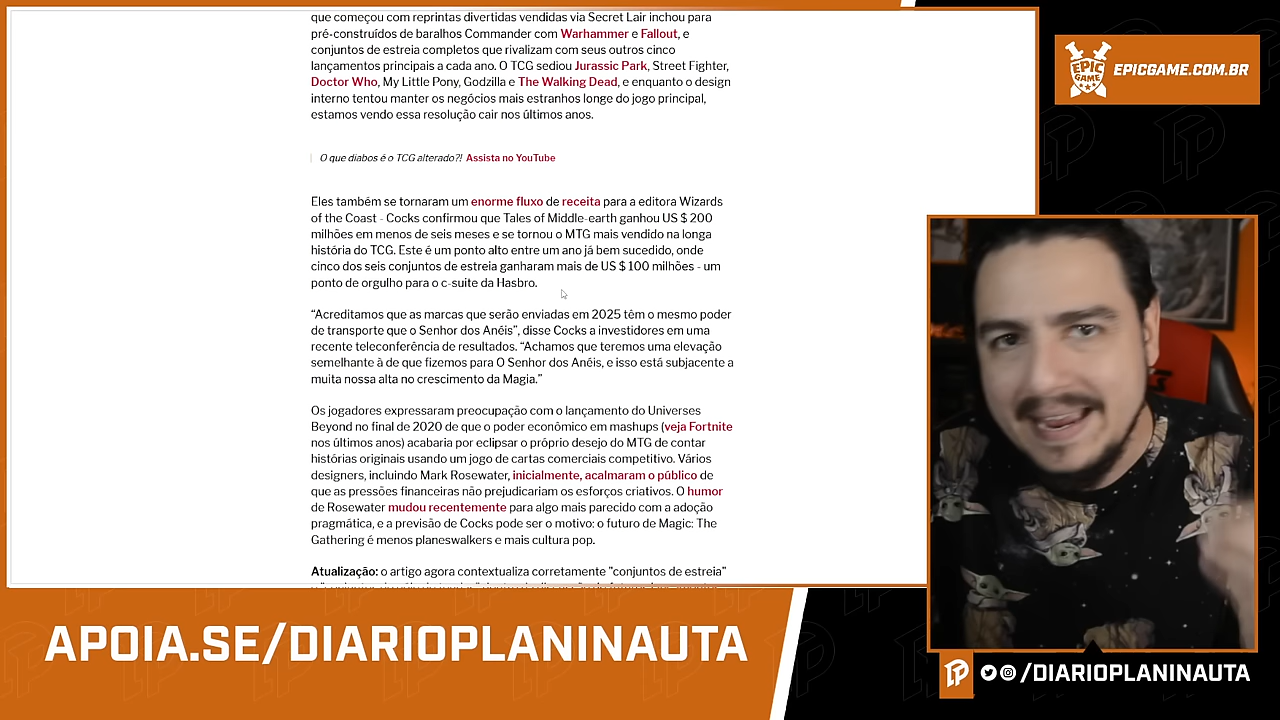 que começou com reprintas divertidas vendidas via Secret Lair inchou para
pré-construídos de baralhos Commander com Warhammer e Fallout, e
conjuntos de estreia completos que rivalizam com seus outros cinco
lançamentos principais a cada ano. O TCG sediou Jurassic Park, Street Fighter,
Doctor Who, My Little Pony, Godzilla e The Walking Dead, e enquanto o design
interno tentou manter os negócios mais estranhos longe do jogo principal,
estamos vendo essa resolução cair nos últimos anos.
O que diabos é o TCG alterado?! Assista no YouTube
Eles também se tornaram um enorme fluxo de receita para a editora Wizards
of the Coast - Cocks confirmou que Tales of Middle-earth ganhou US $ 200
milhões em menos de seis meses e se tornou o MTG mais vendido na longa
história do TCG. Este é um ponto alto entre um ano já bem sucedido, onde
cinco dos seis conjuntos de estreia ganharam mais de US $ 100 milhões - um
ponto de orgulho para o c-suite da Hasbro.
“Acreditamos que as marcas que serão enviadas em 2025 têm o mesmo poder
de transporte que o Senhor dos Anéis”, disse Cocks a investidores em uma
recente teleconferência de resultados. “Achamos que teremos uma elevação
semelhante à de que fizemos para O Senhor dos Anéis, e isso está subjacente a
muita nossa alta no crescimento da Magia.”
Os jogadores expressaram preocupação com o lançamento do Universes
Beyond no final de 2020 de que o poder econômico em mashups (veja Fortnite
nos últimos anos) acabaria por eclipsar o próprio desejo do MTG de contar
histórias originais usando um jogo de cartas comerciais competitivo. Vários
designers, incluindo Mark Rosewater, inicialmente, acalmaram o público de
que as pressões financeiras não prejudicariam os esforços criativos. O humor
de Rosewater mudou recentemente para algo mais parecido com a adoção
pragmática, e a previsão de Cocks pode ser o motivo: o futuro de Magic: The
Gathering é menos planeswalkers e mais cultura pop.
Atualização: o artigo agora contextualiza corretamente "conjuntos de estreia"
EPIC GAME
EPICGAME.COM.BR
APOIA.SE/DIARIOPLANINAUTA
/DIARIOPLANINAUTA